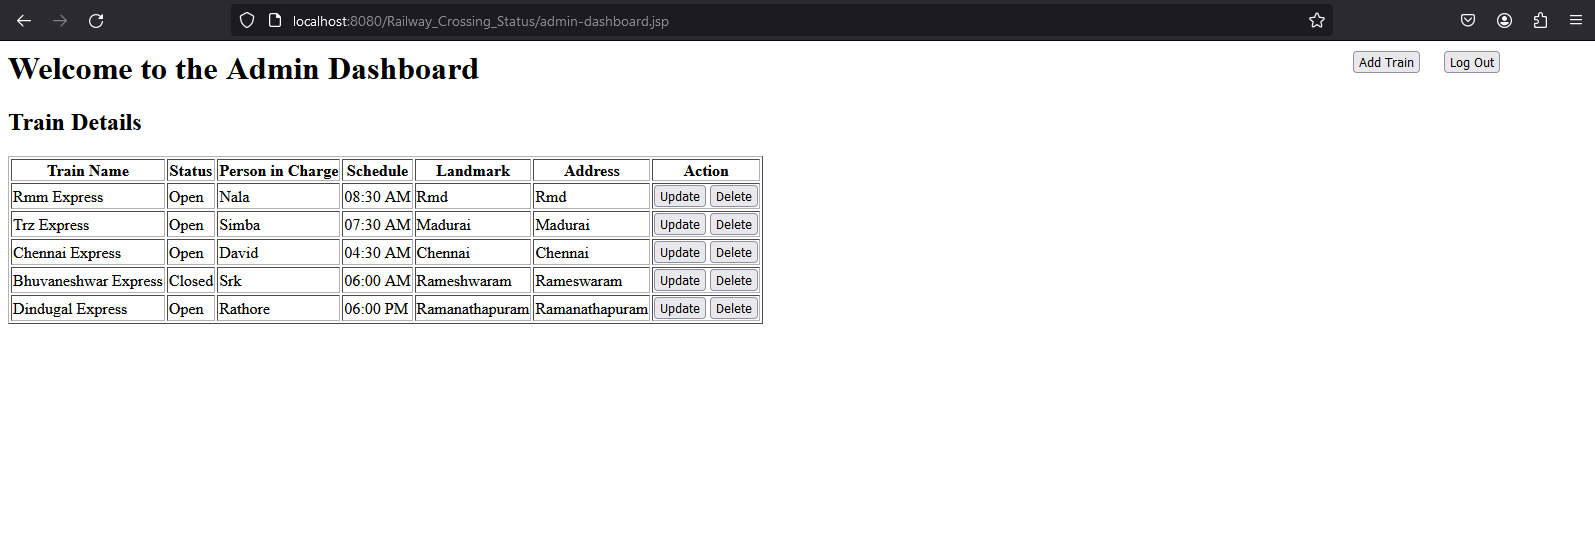 localhost:8080/Railway_Crossing_Status/admin-dashboard.jsp
Welcome to the Admin Dashboard
Add Train Log Out
Train Details
Train Name Status Person in Charge Schedule Landmark Address Action
Rmm Express Open Nala 08:30 AM Rmd Rmd Update Delete
Trz Express Open Simba 07:30 AM Madurai Madurai Update Delete
Chennai Express Open David 04:30 AM Chennai Chennai Update Delete
Bhuvaneshwar Express Closed Srk 06:00 AM Rameshwaram Rameswaram Update Delete
Dindugal Express Open Rathore 06:00 PM Ramanathapuram Ramanathapuram Update Delete